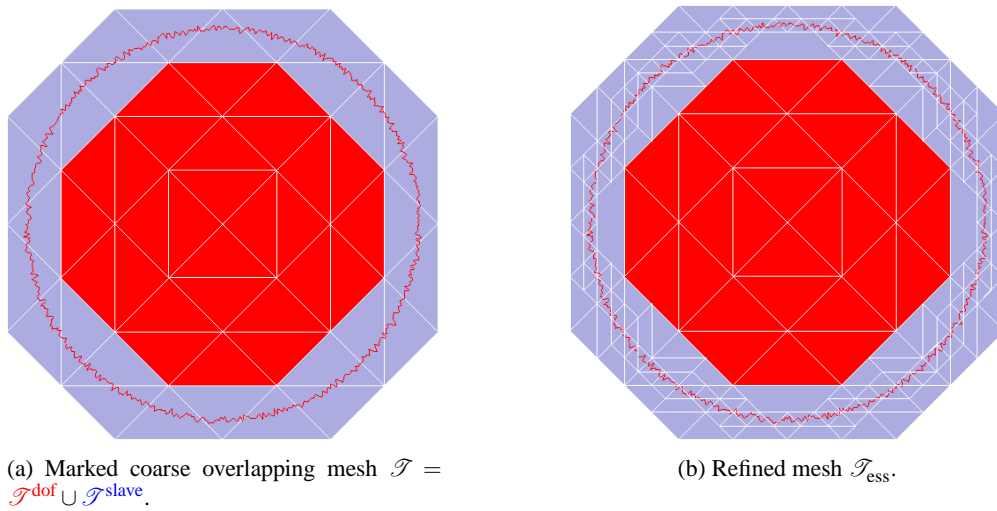 (a) Marked coarse overlapping mesh 𝒯 =
𝒯^dof ∪ 𝒯^slave.
(b) Refined mesh 𝒯_ess.